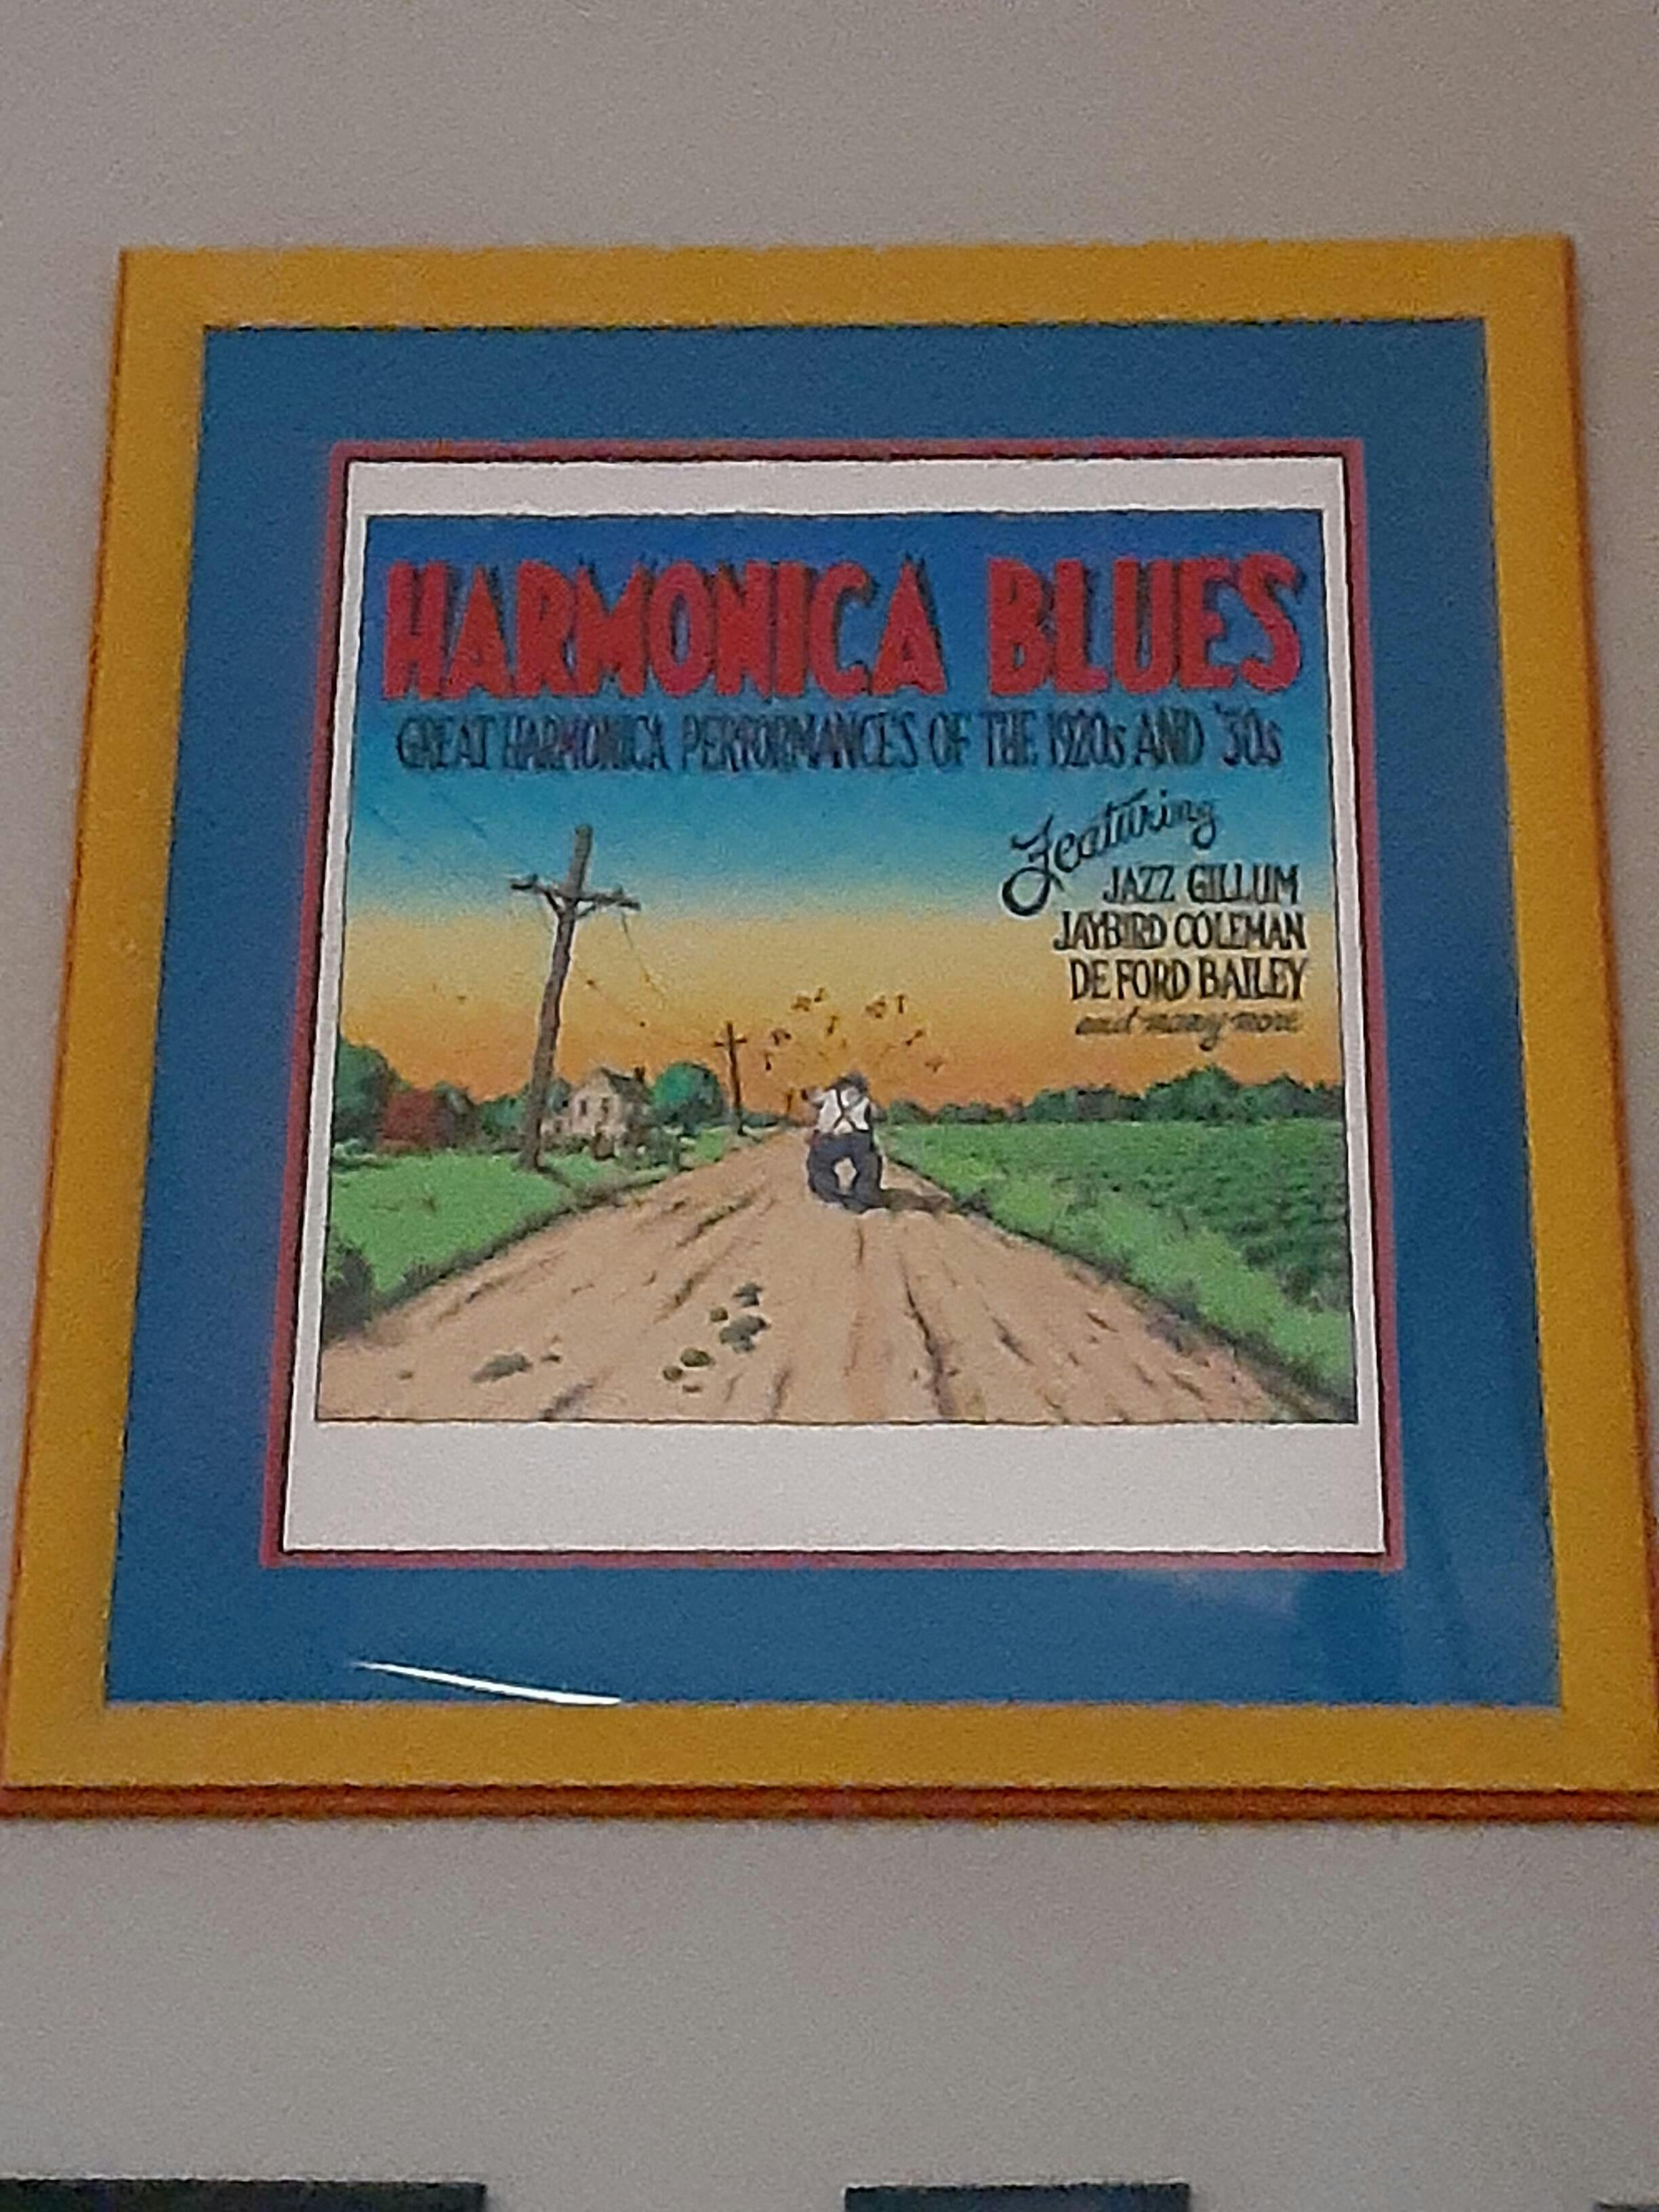 HARMONICA BLUES
GREAT HARMONICA PERFORMANCES OF THE 1920s AND '30s
Featuring
JAZZ GILLUM
JAYBIRD COLEMAN
DE FORD BAILEY
and many more